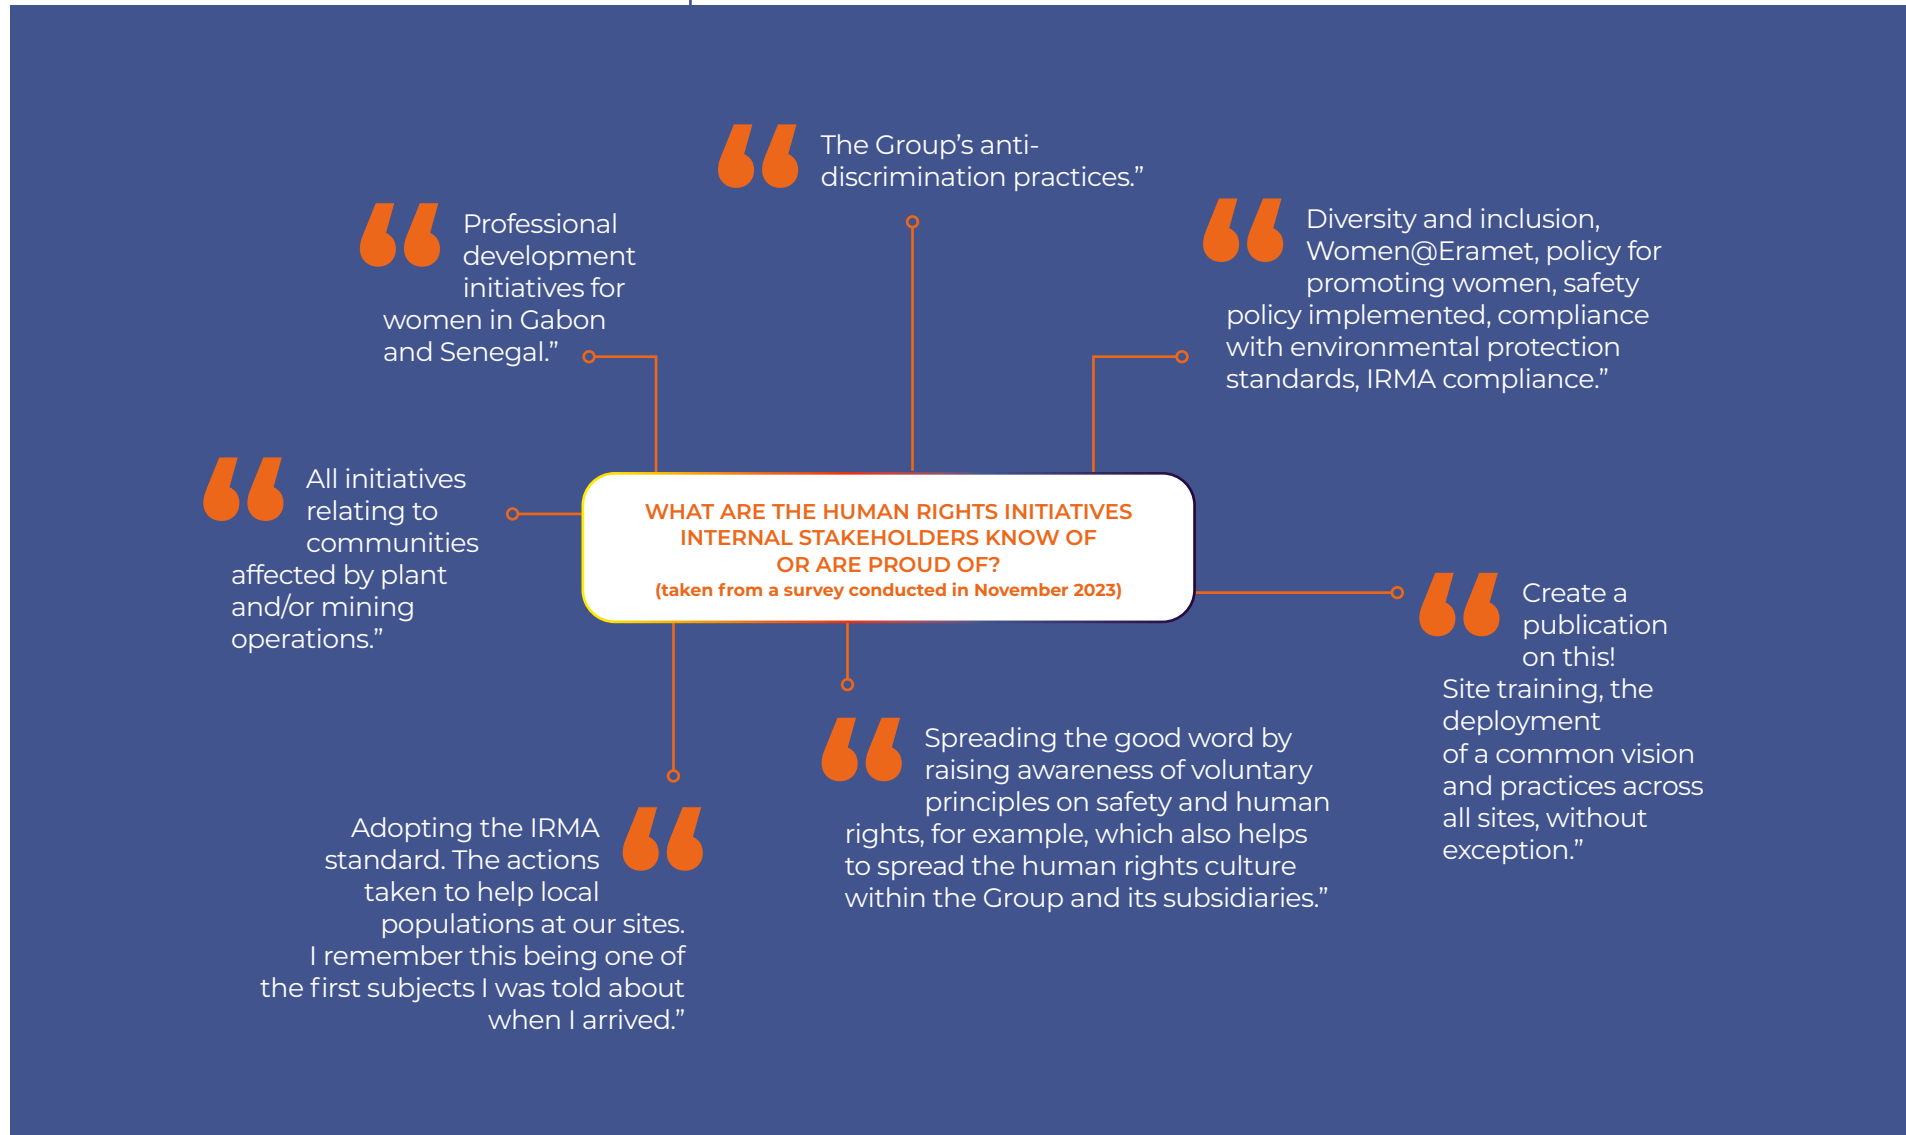 The Group’s anti-
discrimination practices.”
Professional
development
initiatives for
women in Gabon
and Senegal.”
Diversity and inclusion,
Women@Eramet, policy for
promoting women, safety
policy implemented, compliance
with environmental protection
standards, IRMA compliance.”
All initiatives
relating to
communities
affected by plant
and/or mining
operations.”
WHAT ARE THE HUMAN RIGHTS INITIATIVES
INTERNAL STAKEHOLDERS KNOW OF
OR ARE PROUD OF?
(taken from a survey conducted in November 2023)
Create a
publication
on this!
Site training, the
deployment
of a common vision
and practices across
all sites, without
exception.”
Spreading the good word by
raising awareness of voluntary
principles on safety and human
rights, for example, which also helps
to spread the human rights culture
within the Group and its subsidiaries.”
Adopting the IRMA
standard. The actions
taken to help local
populations at our sites.
I remember this being one of
the first subjects I was told about
when I arrived.”